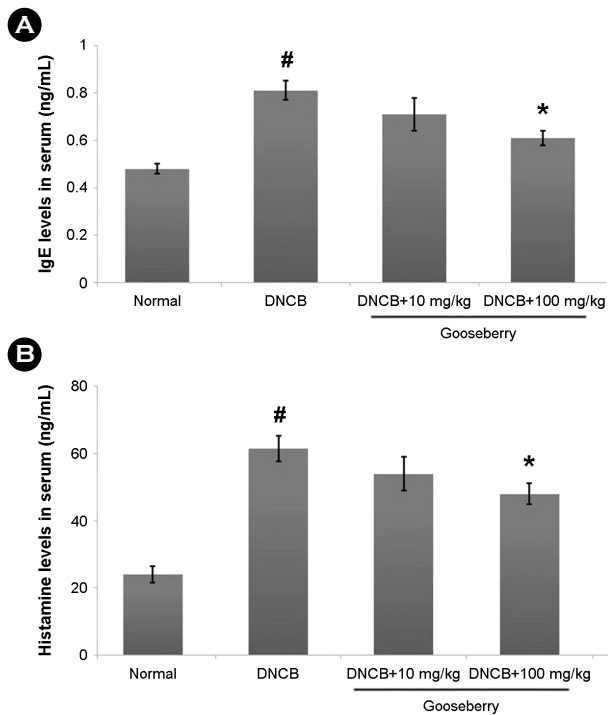 A
IgE levels in serum (ng/mL)
1
0.8
0.6
0.4
0.2
0
#
*
Normal DNCB DNCB+10 mg/kg DNCB+100 mg/kg
Gooseberry
B
Histamine levels in serum (ng/mL)
80
60
40
20
0
#
*
Normal DNCB DNCB+10 mg/kg DNCB+100 mg/kg
Gooseberry